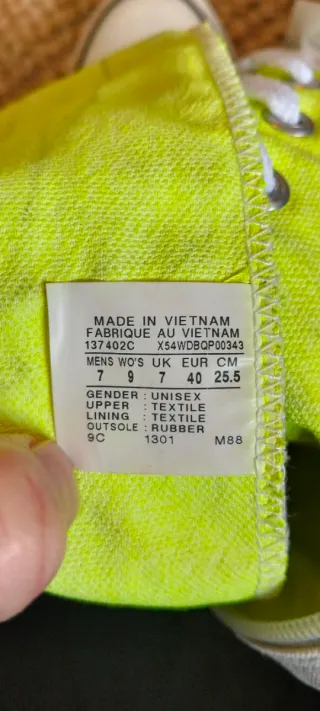 MADE IN VIETNAM
FABRIQUE AU VIETNAM
137402C X54WDBQP00343
MENS WO'S UK EUR CM
7 9 7 40 25.5
GENDER : UNISEX
UPPER : TEXTILE
LINING : TEXTILE
OUTSOLE : RUBBER
9C 1301 M88